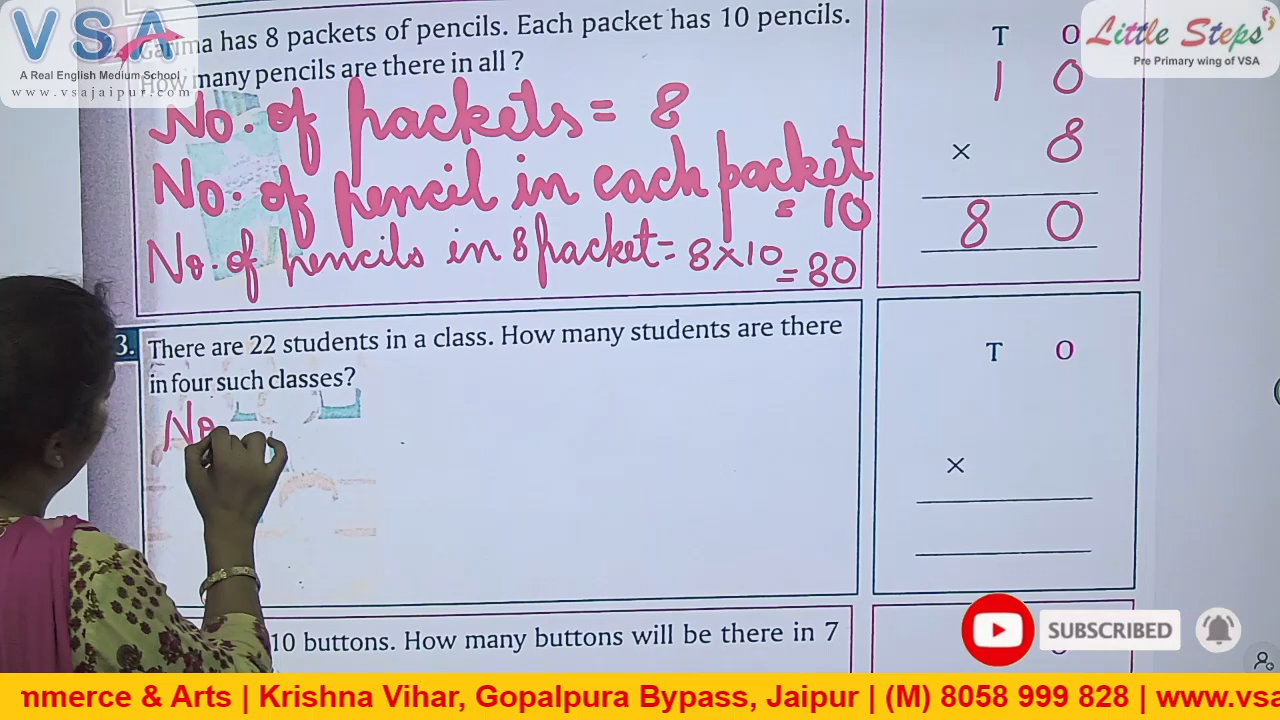 VSA
A Real English Medium School
www.vsajaipur.com
Little Steps
Pre Primary wing of VSA
Garima has 8 packets of pencils. Each packet has 10 pencils.
How many pencils are there in all ?
No. of packets = 8
No. of pencil in each packet
= 10
No. of pencils in 8 packet = 8×10
= 80
T O
1 0
× 8
8 0
3. There are 22 students in a class. How many students are there
in four such classes?
No
T O
×
10 buttons. How many buttons will be there in 7
SUBSCRIBED
mmerce & Arts | Krishna Vihar, Gopalpura Bypass, Jaipur | (M) 8058 999 828 | www.vsa